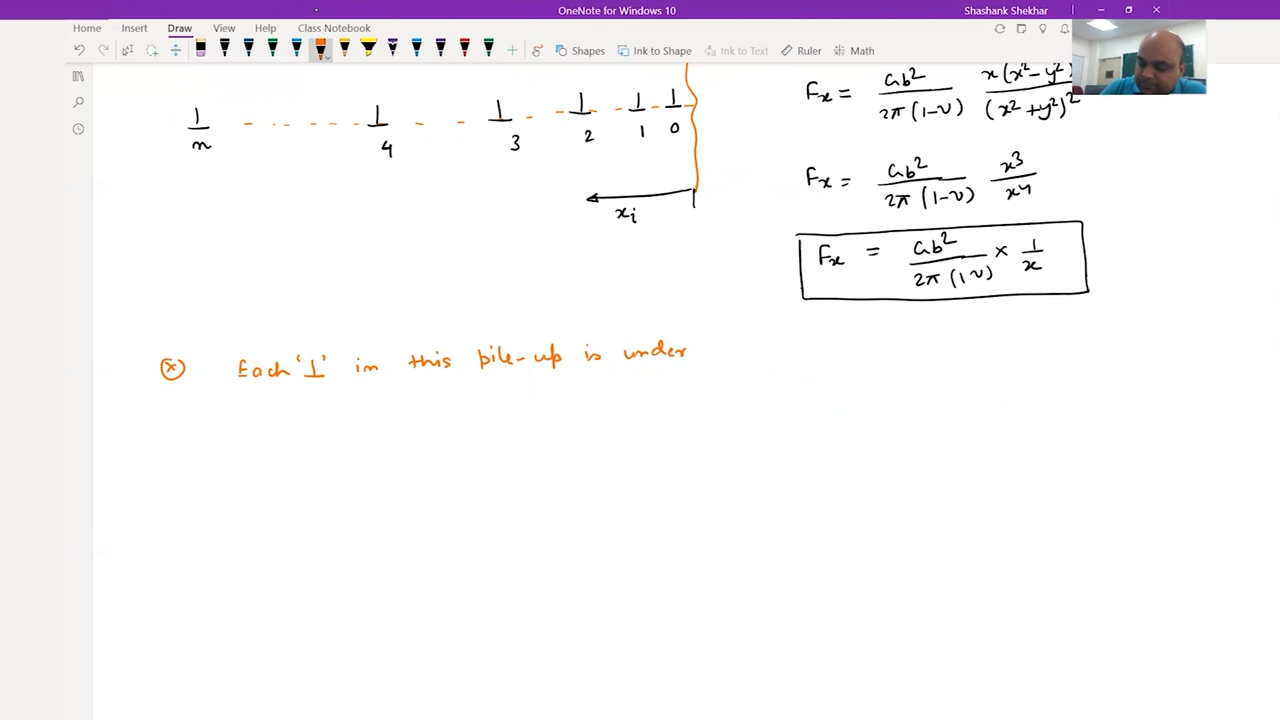 OneNote for Windows 10
Shashank Shekhar
Home Insert Draw View Help Class Notebook
Shapes Ink to Shape Ink to Text Ruler Math
⊥ ⊥ ⊥ ⊥ ⊥ ⊥
n 4 3 2 1 0
xi
Fx = Gb² / 2π(1-ν) x(x²-y²) / (x²+y²)²
Fx = Gb² / 2π(1-ν) x³ / x⁴
Fx = Gb² / 2π(1-ν) × 1/x
Each '⊥' in this pile-up is under